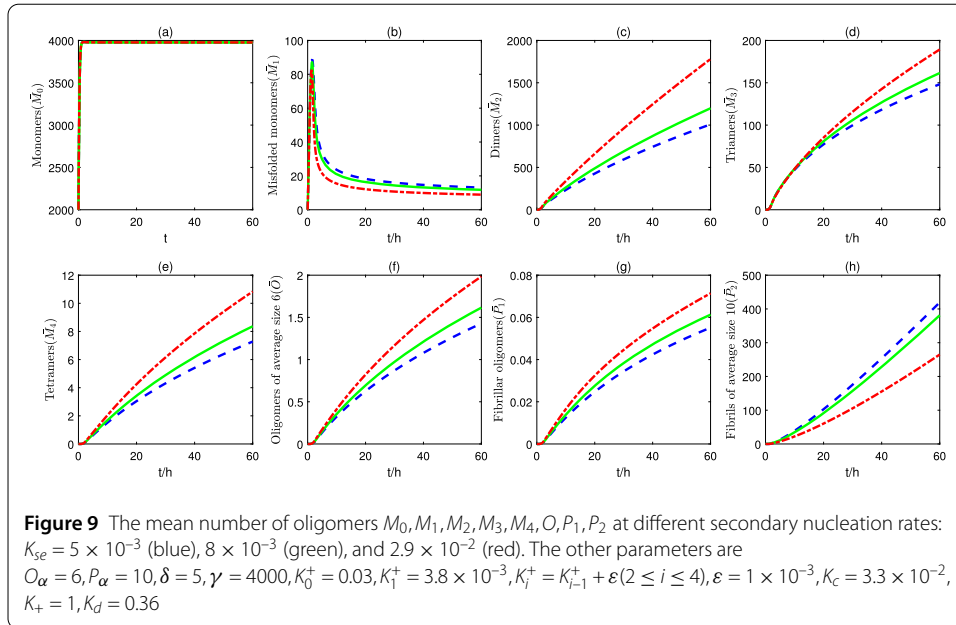 (a) (b) (c) (d)
4000 3500 3000 2500 2000
Monomers(M̄₀)
0 20 40 60
t
100 80 60 40 20 0
Misfolded monomers(M̄₁)
0 20 40 60
t/h
2000 1500 1000 500 0
Dimers(M̄₂)
0 20 40 60
t/h
200 150 100 50 0
Triamers(M̄₃)
0 20 40 60
t/h
(e) (f) (g) (h)
12 10 8 6 4 2 0
Tetramers(M̄₄)
0 20 40 60
t/h
2 1.5 1 0.5 0
Oligomers of average size 6(Ō)
0 20 40 60
t/h
0.08 0.06 0.04 0.02 0
Fibrillar oligomers(P̄₁)
0 20 40 60
t/h
500 400 300 200 100 0
Fibrils of average size 10(P̄₂)
0 20 40 60
t/h
Figure 9 The mean number of oligomers M₀, M₁, M₂, M₃, M₄, O, P₁, P₂ at different secondary nucleation rates:
Kse = 5 × 10⁻³ (blue), 8 × 10⁻³ (green), and 2.9 × 10⁻² (red). The other parameters are
Oα = 6, Pα = 10, δ = 5, γ = 4000, K₀⁺ = 0.03, K₁⁺ = 3.8 × 10⁻³, Kᵢ⁺ = Kᵢ₋₁⁺ + ε(2 ≤ i ≤ 4), ε = 1 × 10⁻³, Kc = 3.3 × 10⁻²,
K₊ = 1, Kd = 0.36